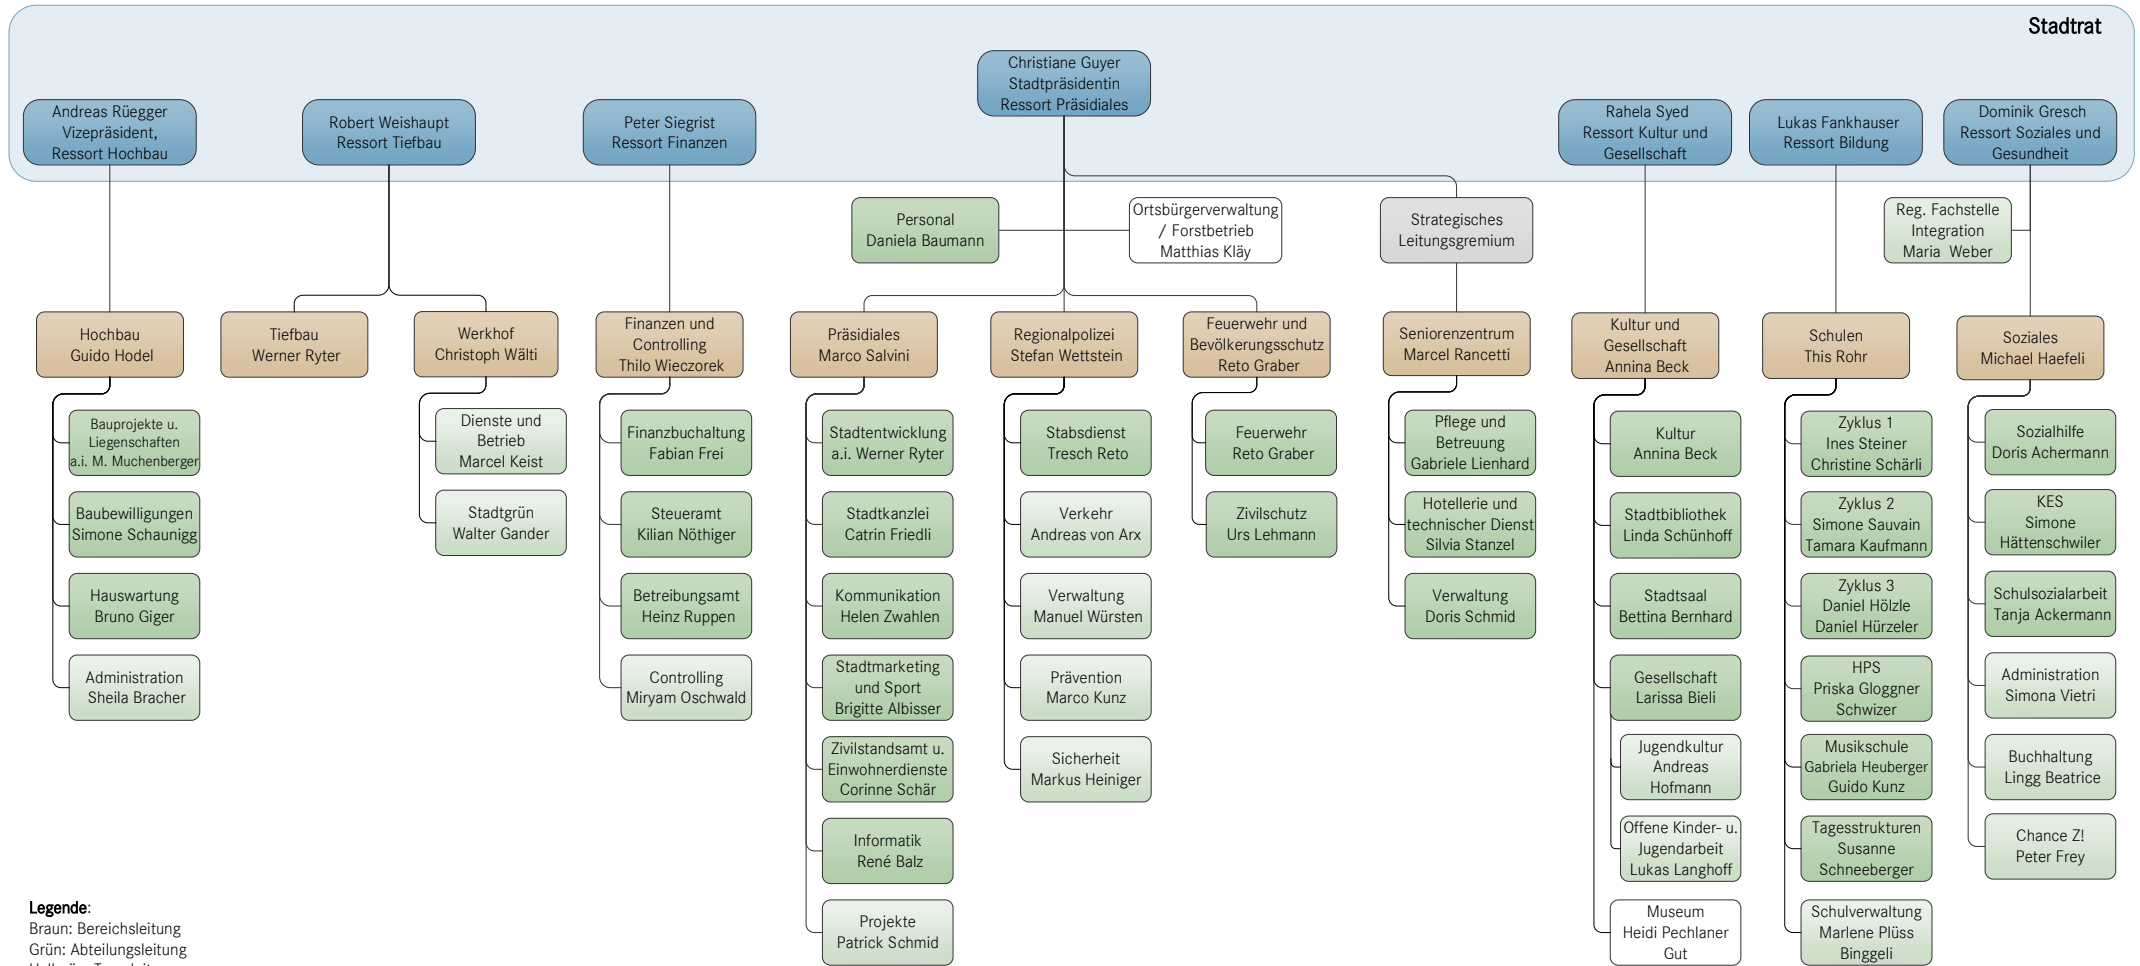 Stadtrat
Christiane Guyer
Stadtpräsidentin
Ressort Präsidiales
Andreas Rüegger
Vizepräsident,
Ressort Hochbau
Robert Weishaupt
Ressort Tiefbau
Peter Siegrist
Ressort Finanzen
Rahela Syed
Ressort Kultur und
Gesellschaft
Lukas Fankhauser
Ressort Bildung
Dominik Gresch
Ressort Soziales und
Gesundheit
Personal
Daniela Baumann
Ortsbürgerverwaltung
/ Forstbetrieb
Matthias Kläy
Strategisches
Leitungsgremium
Reg. Fachstelle
Integration
Maria Weber
Hochbau
Guido Hodel
Tiefbau
Werner Ryter
Werkhof
Christoph Wälti
Finanzen und
Controlling
Thilo Wieczorek
Präsidiales
Marco Salvini
Regionalpolizei
Stefan Wettstein
Feuerwehr und
Bevölkerungsschutz
Reto Graber
Seniorenzentrum
Marcel Rancetti
Kultur und
Gesellschaft
Annina Beck
Schulen
This Rohr
Soziales
Michael Haefeli
Bauprojekte u.
Liegenschaften
a.i. M. Muchenberger
Baubewilligungen
Simone Schaunigg
Hauswartung
Bruno Giger
Administration
Sheila Bracher
Dienste und
Betrieb
Marcel Keist
Stadtgrün
Walter Gander
Finanzbuchaltung
Fabian Frei
Steueramt
Kilian Nöthiger
Betreibungsamt
Heinz Ruppen
Controlling
Miryam Oschwald
Stadtentwicklung
a.i. Werner Ryter
Stadtkanzlei
Catrin Friedli
Kommunikation
Helen Zwahlen
Stadtmarketing
und Sport
Brigitte Albisser
Zivilstandsamt u.
Einwohnerdienste
Corinne Schär
Informatik
René Balz
Projekte
Patrick Schmid
Stabsdienst
Tresch Reto
Verkehr
Andreas von Arx
Verwaltung
Manuel Würsten
Prävention
Marco Kunz
Sicherheit
Markus Heiniger
Feuerwehr
Reto Graber
Zivilschutz
Urs Lehmann
Pflege und
Betreuung
Gabriele Lienhard
Hotellerie und
technischer Dienst
Silvia Stanzel
Verwaltung
Doris Schmid
Kultur
Annina Beck
Stadtbibliothek
Linda Schünhoff
Stadtsaal
Bettina Bernhard
Gesellschaft
Larissa Bieli
Jugendkultur
Andreas
Hofmann
Offene Kinder- u.
Jugendarbeit
Lukas Langhoff
Museum
Heidi Pechlaner
Gut
Zyklus 1
Ines Steiner
Christine Schärli
Zyklus 2
Simone Sauvain
Tamara Kaufmann
Zyklus 3
Daniel Hölzle
Daniel Hürzeler
HPS
Priska Gloggner
Schwizer
Musikschule
Gabriela Heuberger
Guido Kunz
Tagesstrukturen
Susanne
Schneeberger
Schulverwaltung
Marlene Plüss
Binggeli
Sozialhilfe
Doris Achermann
KES
Simone
Hättenschwiler
Schulsozialarbeit
Tanja Ackermann
Administration
Simona Vietri
Buchhaltung
Lingg Beatrice
Chance Z!
Peter Frey
Legende:
Braun: Bereichsleitung
Grün: Abteilungsleitung